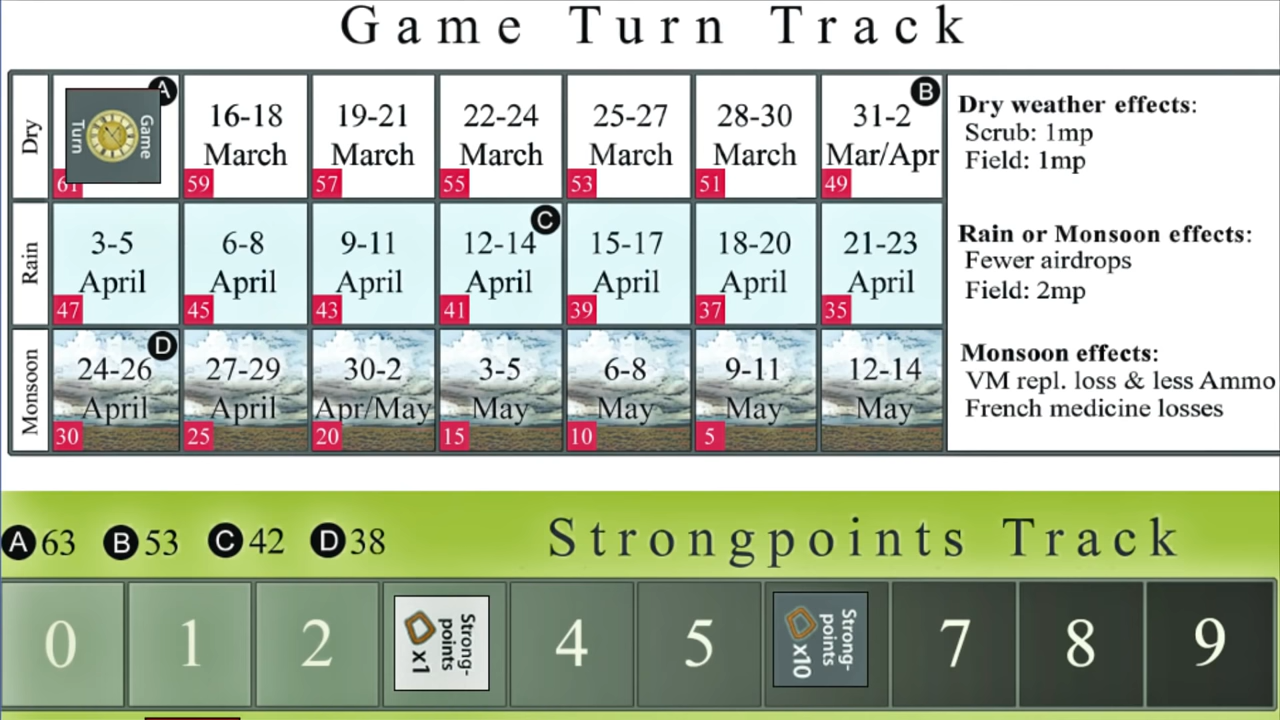 Game Turn Track
Dry
A
Game
Turn
61
16-18
March
59
19-21
March
57
22-24
March
55
25-27
March
53
28-30
March
51
B
31-2
Mar/Apr
49
Dry weather effects:
Scrub: 1mp
Field: 1mp
Rain
3-5
April
47
6-8
April
45
9-11
April
43
C
12-14
April
41
15-17
April
39
18-20
April
37
21-23
April
35
Rain or Monsoon effects:
Fewer airdrops
Field: 2mp
Monsoon
D
24-26
April
30
27-29
April
25
30-2
Apr/May
20
3-5
May
15
6-8
May
10
9-11
May
5
12-14
May
Monsoon effects:
VM repl. loss & less Ammo
French medicine losses
A 63 B 53 C 42 D 38
Strongpoints Track
0 1 2
Strong-
points
x1
4 5
Strong-
points
x10
7 8 9